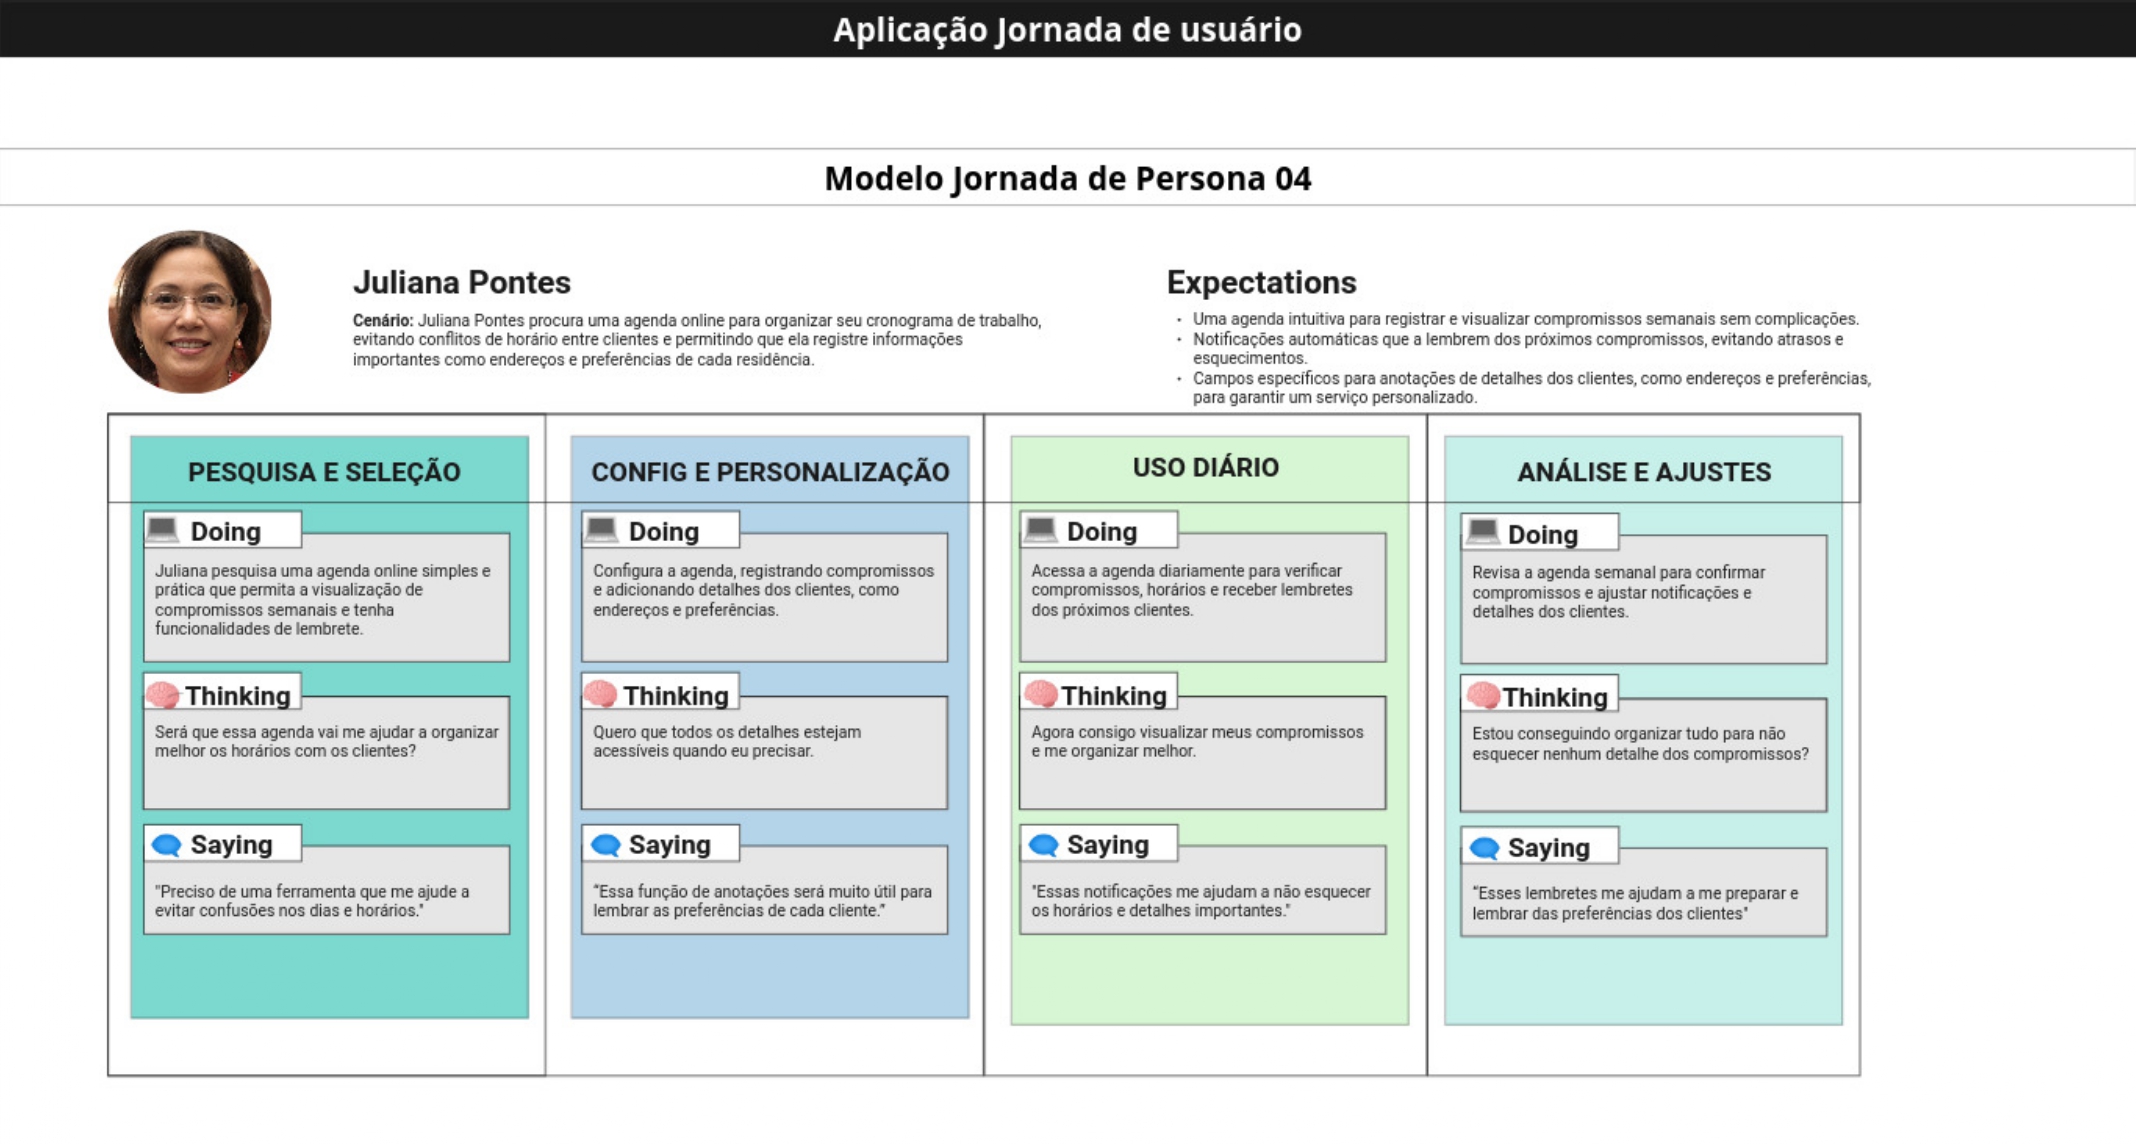 Aplicação Jornada de usuário
Modelo Jornada de Persona 04
Juliana Pontes
Cenário: Juliana Pontes procura uma agenda online para organizar seu cronograma de trabalho,
evitando conflitos de horário entre clientes e permitindo que ela registre informações
importantes como endereços e preferências de cada residência.
Expectations
• Uma agenda intuitiva para registrar e visualizar compromissos semanais sem complicações.
• Notificações automáticas que a lembrem dos próximos compromissos, evitando atrasos e
esquecimentos.
• Campos específicos para anotações de detalhes dos clientes, como endereços e preferências,
para garantir um serviço personalizado.
PESQUISA E SELEÇÃO
Doing
Juliana pesquisa uma agenda online simples e
prática que permita a visualização de
compromissos semanais e tenha
funcionalidades de lembrete.
Thinking
Será que essa agenda vai me ajudar a organizar
melhor os horários com os clientes?
Saying
"Preciso de uma ferramenta que me ajude a
evitar confusões nos dias e horários."
CONFIG E PERSONALIZAÇÃO
Doing
Configura a agenda, registrando compromissos
e adicionando detalhes dos clientes, como
endereços e preferências.
Thinking
Quero que todos os detalhes estejam
acessíveis quando eu precisar.
Saying
“Essa função de anotações será muito útil para
lembrar as preferências de cada cliente.”
USO DIÁRIO
Doing
Acessa a agenda diariamente para verificar
compromissos, horários e receber lembretes
dos próximos clientes.
Thinking
Agora consigo visualizar meus compromissos
e me organizar melhor.
Saying
"Essas notificações me ajudam a não esquecer
os horários e detalhes importantes."
ANÁLISE E AJUSTES
Doing
Revisa a agenda semanal para confirmar
compromissos e ajustar notificações e
detalhes dos clientes.
Thinking
Estou conseguindo organizar tudo para não
esquecer nenhum detalhe dos compromissos?
Saying
“Esses lembretes me ajudam a me preparar e
lembrar das preferências dos clientes"